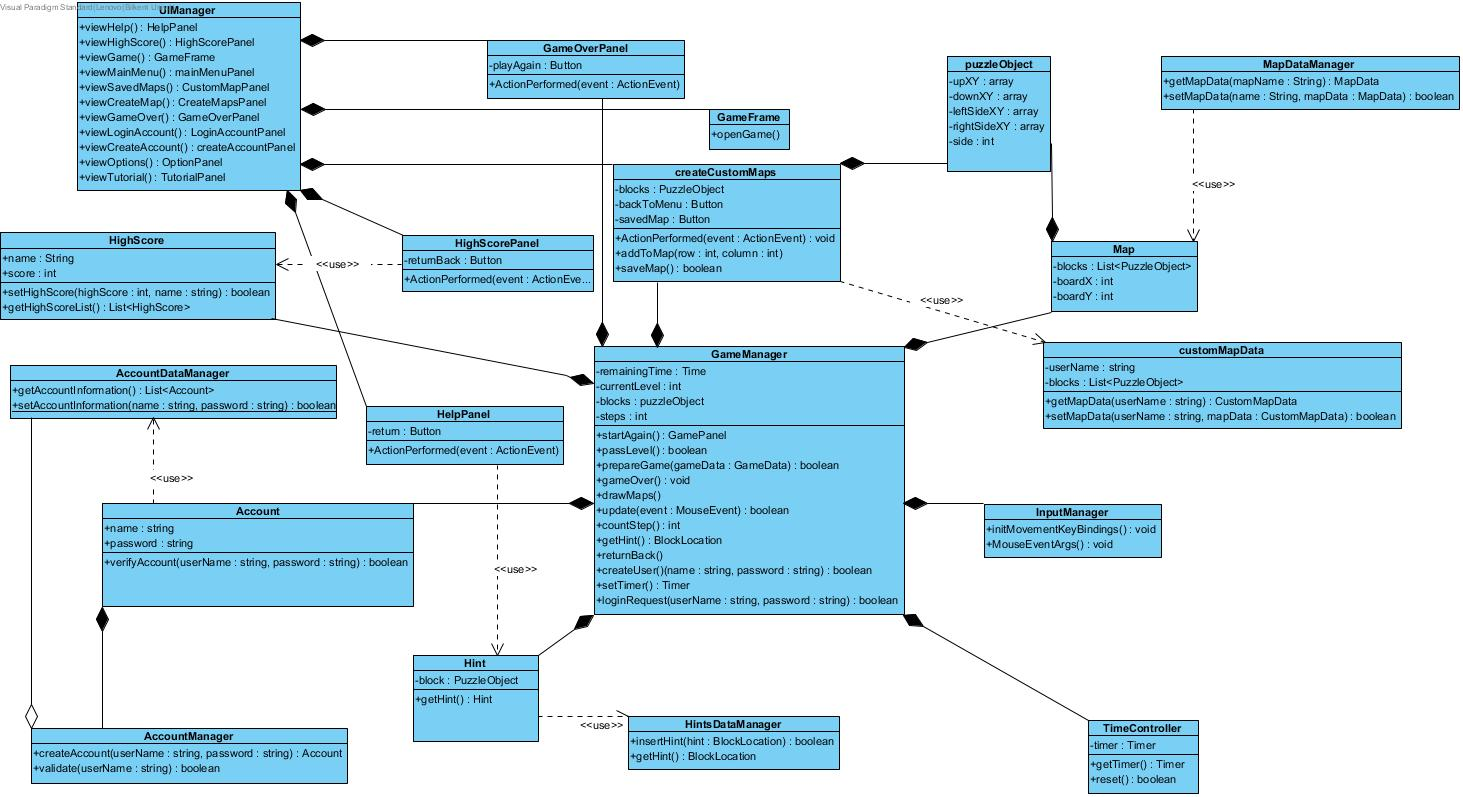 Visual Paradigm Standard(Lenovo(Bilkent Un
UIManager
+viewHelp() : HelpPanel
+viewHighScore() : HighScorePanel
+viewGame() : GameFrame
+viewMainMenu() : mainMenuPanel
+viewSavedMaps() : CustomMapPanel
+viewCreateMap() : CreateMapsPanel
+viewGameOver() : GameOverPanel
+viewLoginAccount() : LoginAccountPanel
+viewCreateAccount() : createAccountPanel
+viewOptions() : OptionPanel
+viewTutorial() : TutorialPanel
GameOverPanel
-playAgain : Button
+ActionPerformed(event : ActionEvent)
GameFrame
+openGame()
puzzleObject
-upXY : array
-downXY : array
-leftSideXY : array
-rightSideXY : array
-side : int
MapDataManager
+getMapData(mapName : String) : MapData
+setMapData(name : String, mapData : MapData) : boolean
<<use>>
createCustomMaps
-blocks : PuzzleObject
-backToMenu : Button
-savedMap : Button
+ActionPerformed(event : ActionEvent) : void
+addToMap(row : int, column : int)
+saveMap() : boolean
HighScore
+name : String
+score : int
+setHighScore(highScore : int, name : string) : boolean
+getHighScoreList() : List<HighScore>
<<use>>
HighScorePanel
-returnBack : Button
+ActionPerformed(event : ActionEve...
Map
-blocks : List<PuzzleObject>
-boardX : int
-boardY : int
<<use>>
customMapData
-userName : string
-blocks : List<PuzzleObject>
+getMapData(userName : string) : CustomMapData
+setMapData(userName : string, mapData : CustomMapData) : boolean
GameManager
-remainingTime : Time
-currentLevel : int
-blocks : puzzleObject
-steps : int
+startAgain() : GamePanel
+passLevel() : boolean
+prepareGame(gameData : GameData) : boolean
+gameOver() : void
+drawMaps()
+update(event : MouseEvent) : boolean
+countStep() : int
+getHint() : BlockLocation
+returnBack()
+createUser()(name : string, password : string) : boolean
+setTimer() : Timer
+loginRequest(userName : string, password : string) : boolean
AccountDataManager
+getAccountInformation() : List<Account>
+setAccountInformation(name : string, password : string) : boolean
<<use>>
HelpPanel
-return : Button
+ActionPerformed(event : ActionEvent)
<<use>>
Account
+name : string
+password : string
+verifyAccount(userName : string, password : string) : boolean
InputManager
+initMovementKeyBindings() : void
+MouseEventArgs() : void
Hint
-block : PuzzleObject
+getHint() : Hint
<<use>>
HintsDataManager
+insertHint(hint : BlockLocation) : boolean
+getHint() : BlockLocation
AccountManager
+createAccount(userName : string, password : string) : Account
+validate(userName : string) : boolean
TimeController
-timer : Timer
+getTimer() : Timer
+reset() : boolean